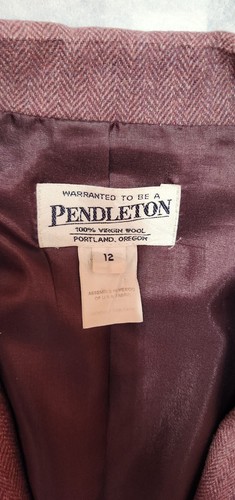 WARRANTED TO BE A
PENDLETON
100% VIRGIN WOOL
PORTLAND, OREGON
12